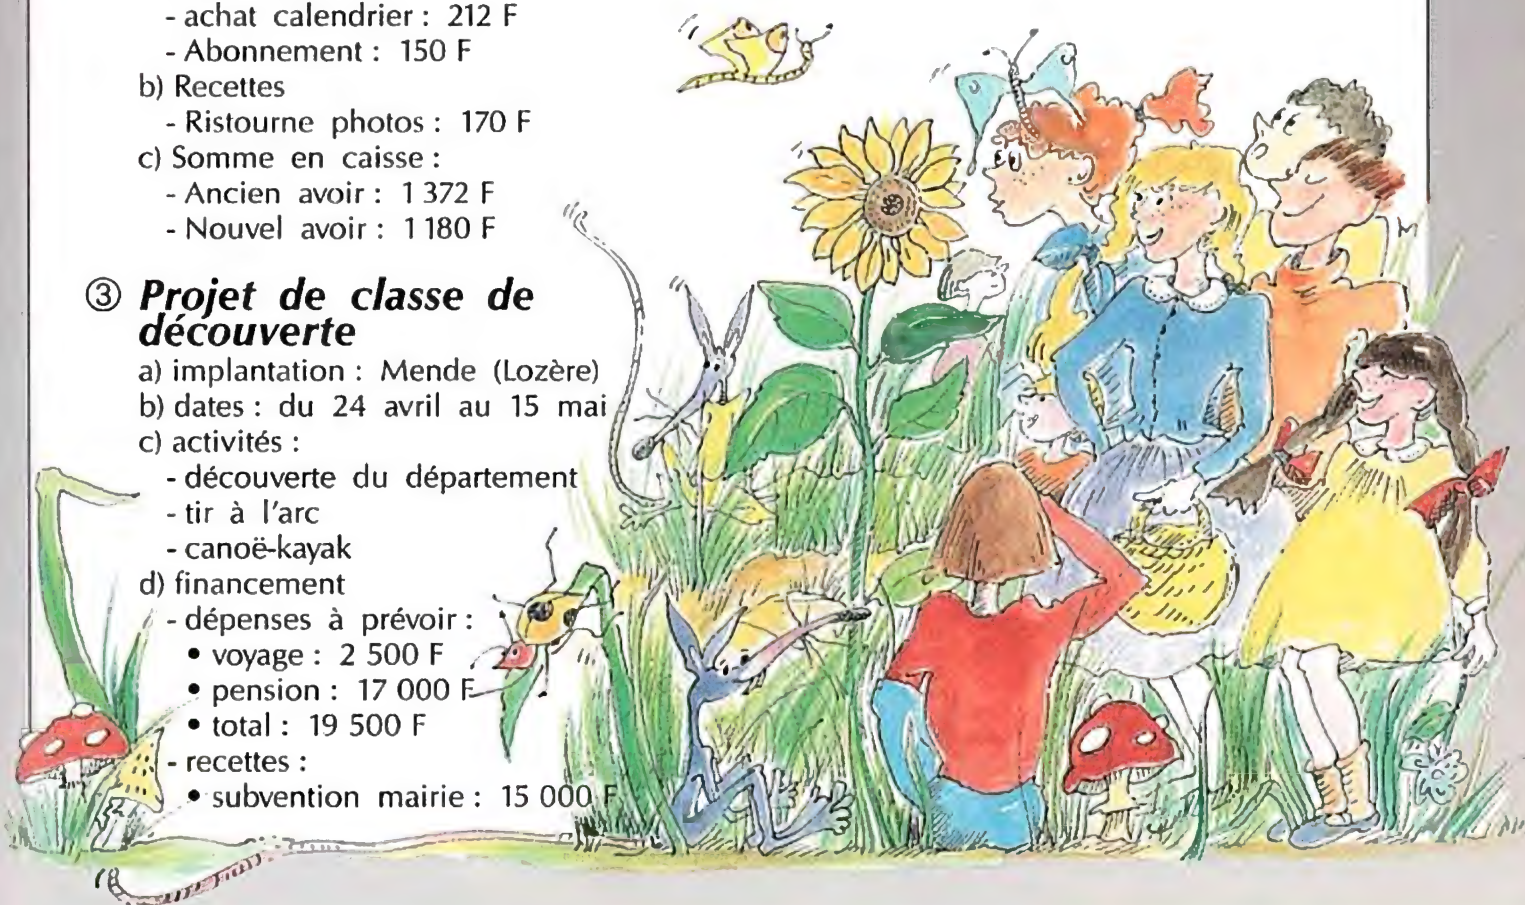 - achat calendrier : 212 F
- Abonnement : 150 F
b) Recettes
- Ristourne photos : 170 F
c) Somme en caisse :
- Ancien avoir : 1 372 F
- Nouvel avoir : 1 180 F
③ Projet de classe de
découverte
a) implantation : Mende (Lozère)
b) dates : du 24 avril au 15 mai
c) activités :
- découverte du département
- tir à l'arc
- canoë-kayak
d) financement
- dépenses à prévoir :
• voyage : 2 500 F
• pension : 17 000 F
• total : 19 500 F
- recettes :
• subvention mairie : 15 000 F